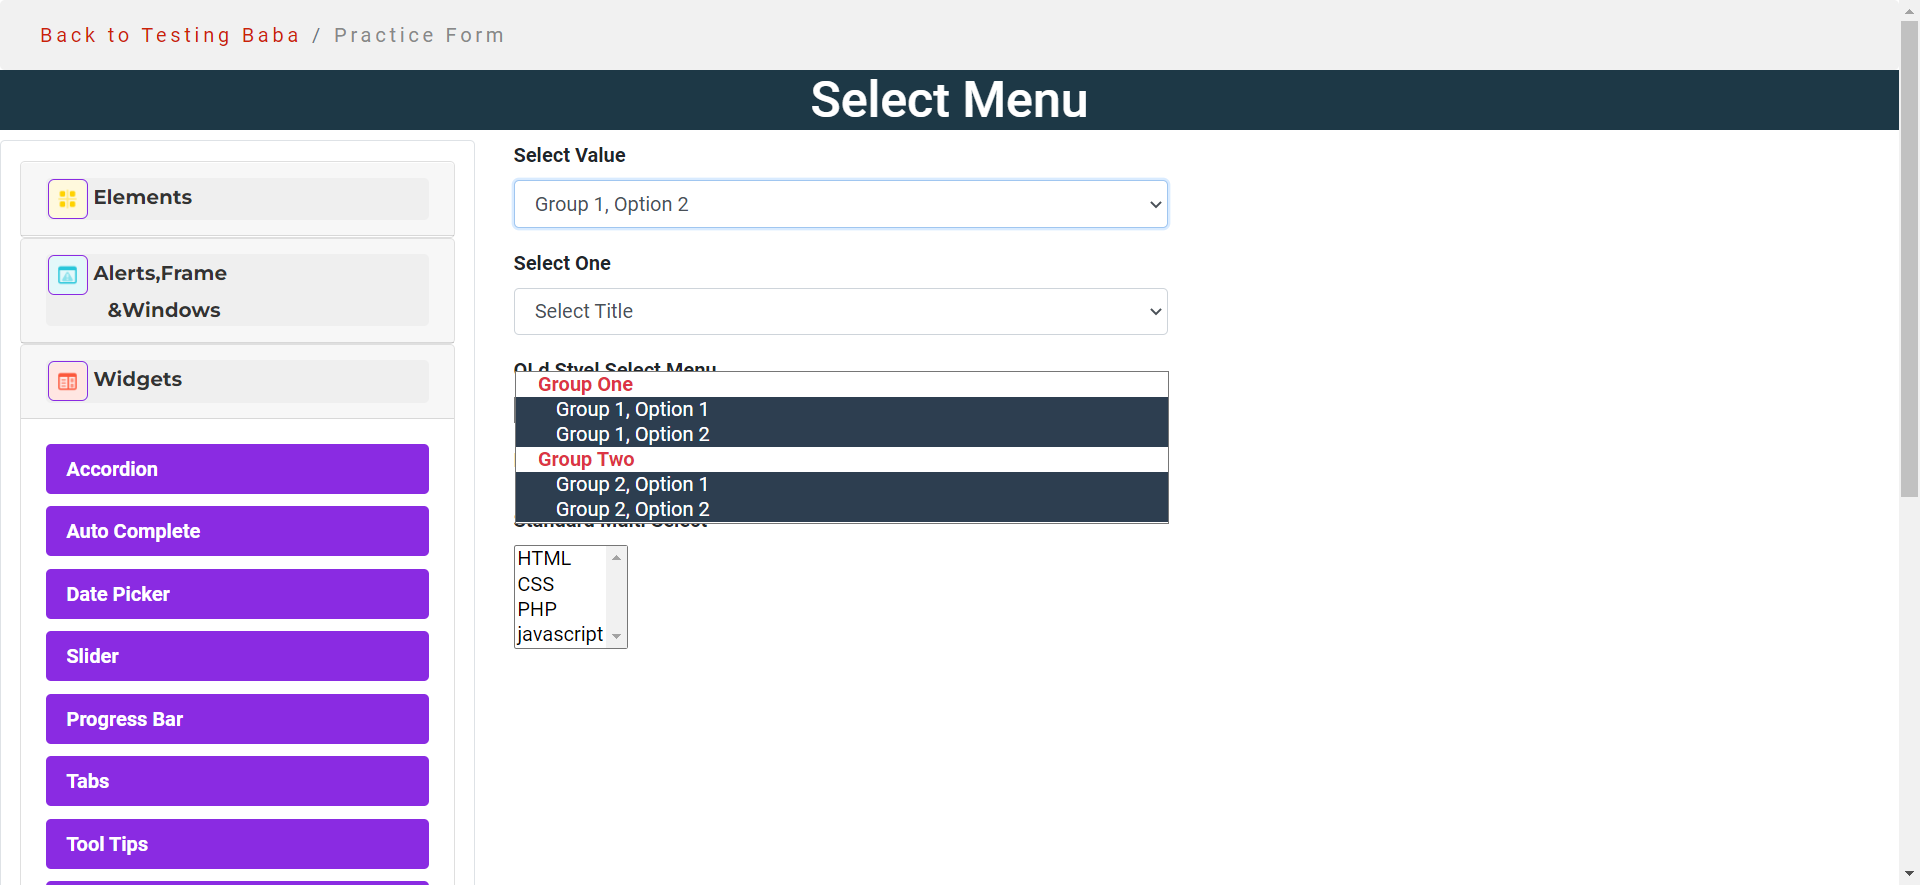 Back to Testing Baba / Practice Form
Select Menu
Elements
Alerts,Frame
&Windows
Widgets
Accordion
Auto Complete
Date Picker
Slider
Progress Bar
Tabs
Tool Tips
Select Value
Group 1, Option 2
Select One
Select Title
OLd Styel Select Menu
Group One
Group 1, Option 1
Group 1, Option 2
Group Two
Group 2, Option 1
Group 2, Option 2
Standard Multi Select
HTML
CSS
PHP
javascript